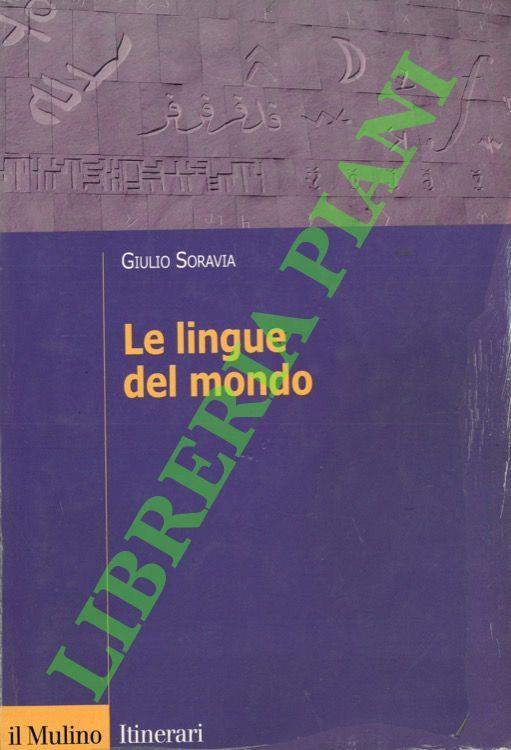 GIULIO SORAVIA
Le lingue
del mondo
LIBRERIA PIANI
il Mulino
Itinerari